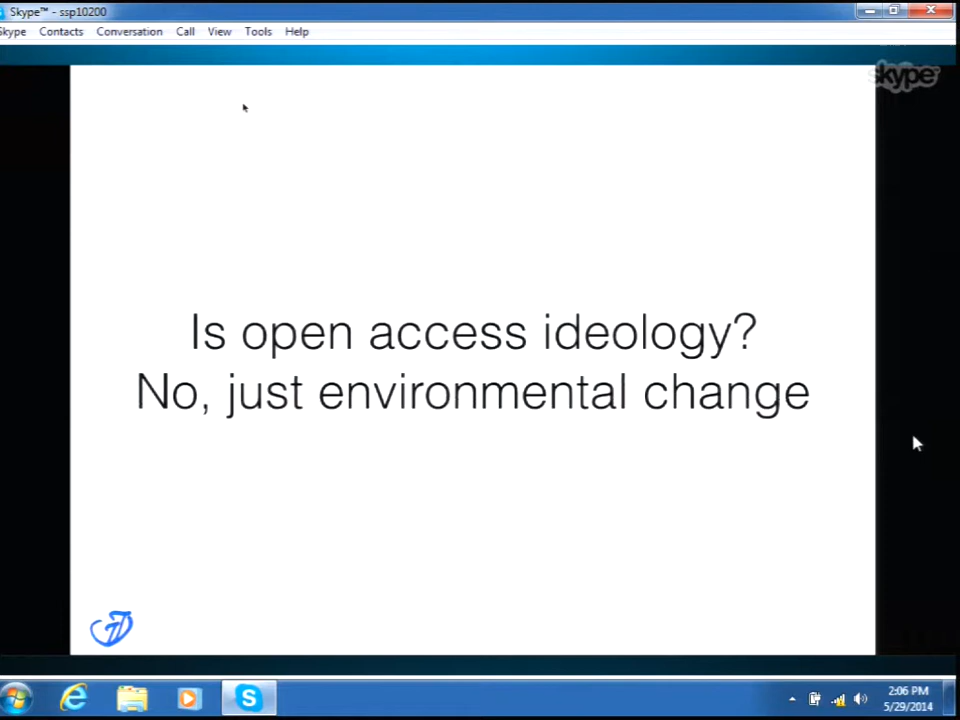 Skype™ - ssp10200
Skype Contacts Conversation Call View Tools Help
skype
Is open access ideology?
No, just environmental change
2:06 PM
5/29/2014